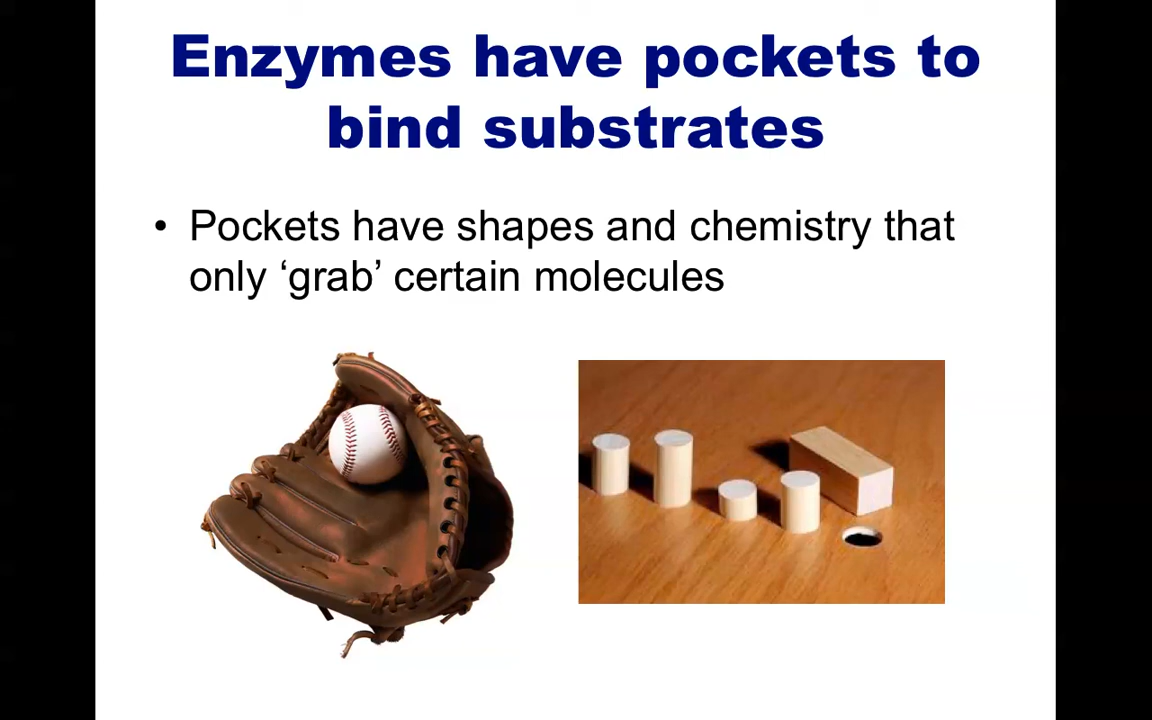 Enzymes have pockets to
bind substrates
• Pockets have shapes and chemistry that
only ‘grab’ certain molecules